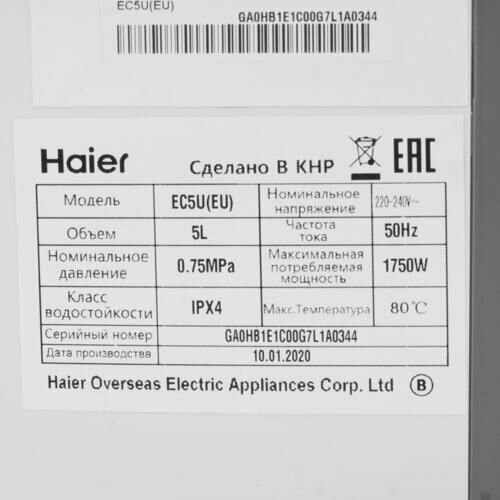 EC5U(EU)
GA0HB1E1C00G7L1A0344
Haier Сделано В КНР EAC
Модель EC5U(EU) Номинальное напряжение 220-240V~
Объем 5L Частота тока 50Hz
Номинальное давление 0.75MPa Максимальная потребляемая мощность 1750W
Класс водостойкости IPX4 Макс.Температура 80℃
Серийный номер GA0HB1E1C00G7L1A0344
Дата производства 10.01.2020
Haier Overseas Electric Appliances Corp. Ltd B